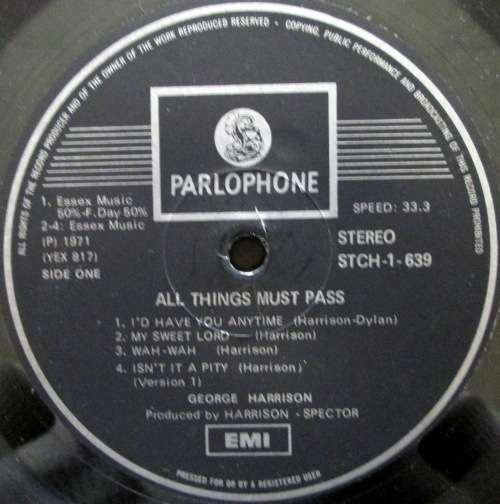 ALL RIGHTS OF THE RECORD PRODUCER AND OF THE OWNER OF THE WORK REPRODUCED RESERVED • COPYING, PUBLIC PERFORMANCE AND BROADCASTING OF THIS RECORD PROHIBITED
PARLOPHONE
1. Essex Music
50%-F.Day 50%
2-4: Essex Music
(P) 1971
(YEX 817)
SIDE ONE
SPEED: 33.3
STEREO
STCH-1-639
ALL THINGS MUST PASS
1. I'D HAVE YOU ANYTIME (Harrison-Dylan)
2. MY SWEET LORD — (Harrison)
3. WAH-WAH (Harrison)
4. ISN'T IT A PITY (Harrison)
(Version 1)
GEORGE HARRISON
Produced by HARRISON - SPECTOR
EMI
PRESSED FOR OR BY A REGISTERED USER